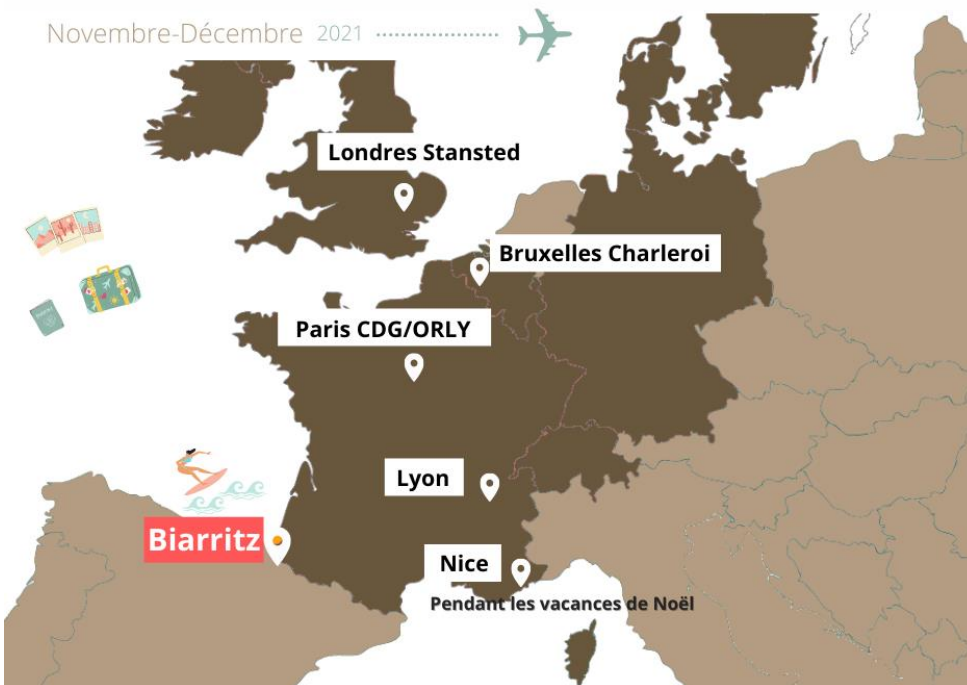 Novembre-Décembre 2021
Londres Stansted
Bruxelles Charleroi
Paris CDG/ORLY
Lyon
Biarritz
Nice
Pendant les vacances de Noël